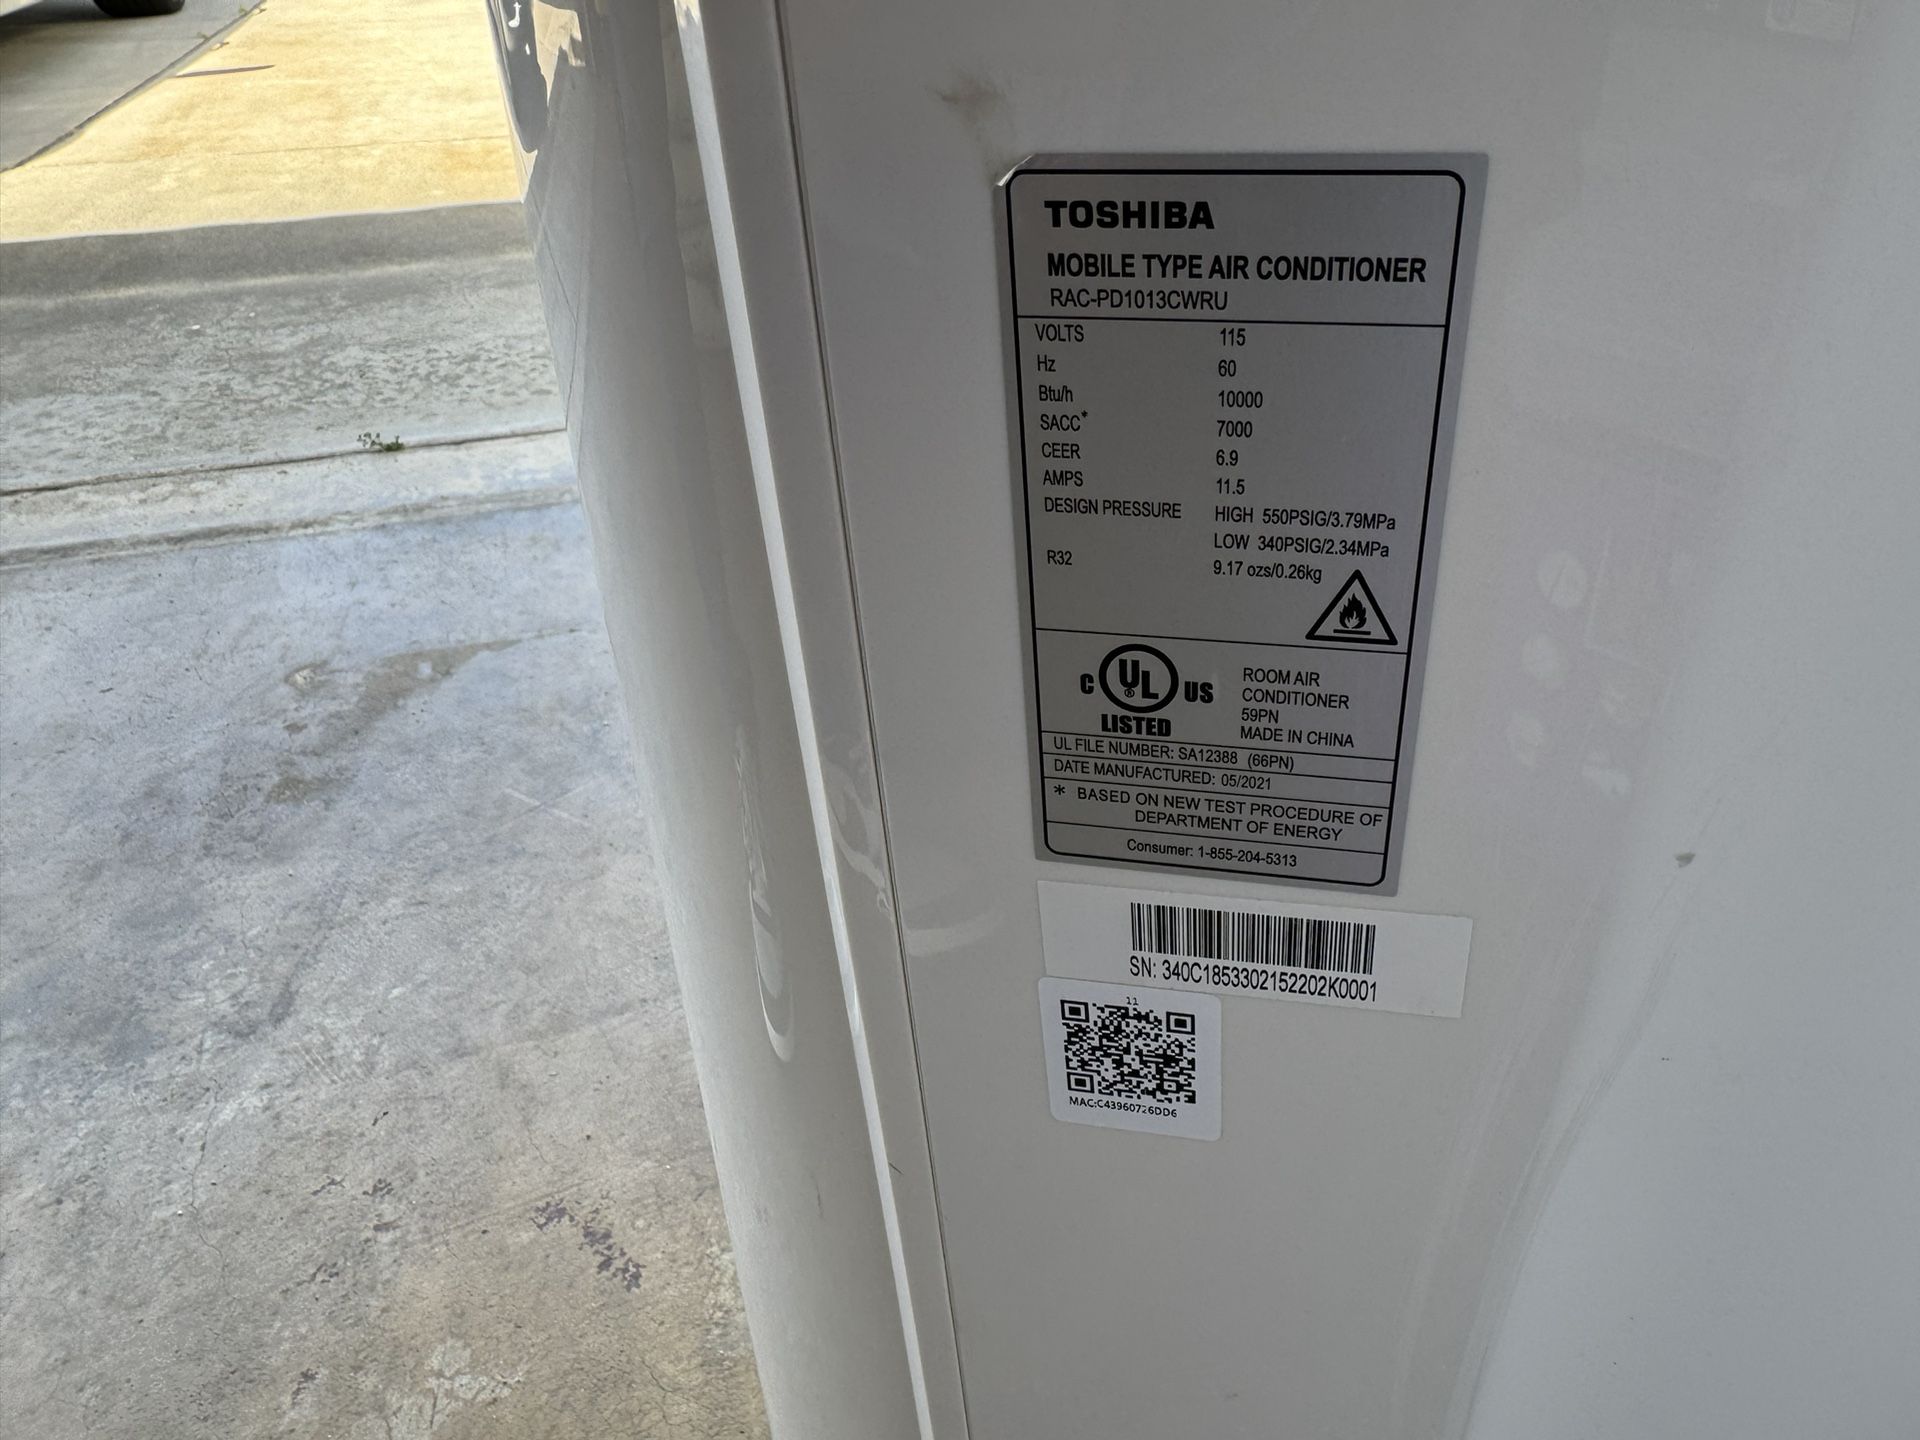 TOSHIBA
MOBILE TYPE AIR CONDITIONER
RAC-PD1013CWRU
VOLTS 115
Hz 60
Btu/h 10000
SACC* 7000
CEER 6.9
AMPS 11.5
DESIGN PRESSURE HIGH 550PSIG/3.79MPa
LOW 340PSIG/2.34MPa
R32 9.17 ozs/0.26kg
C UL ® US
LISTED
ROOM AIR
CONDITIONER
59PN
MADE IN CHINA
UL FILE NUMBER: SA12388 (66PN)
DATE MANUFACTURED: 05/2021
* BASED ON NEW TEST PROCEDURE OF
DEPARTMENT OF ENERGY
Consumer: 1-855-204-5313
SN: 340C1853302152202K0001
11
MAC:C43960726DD6